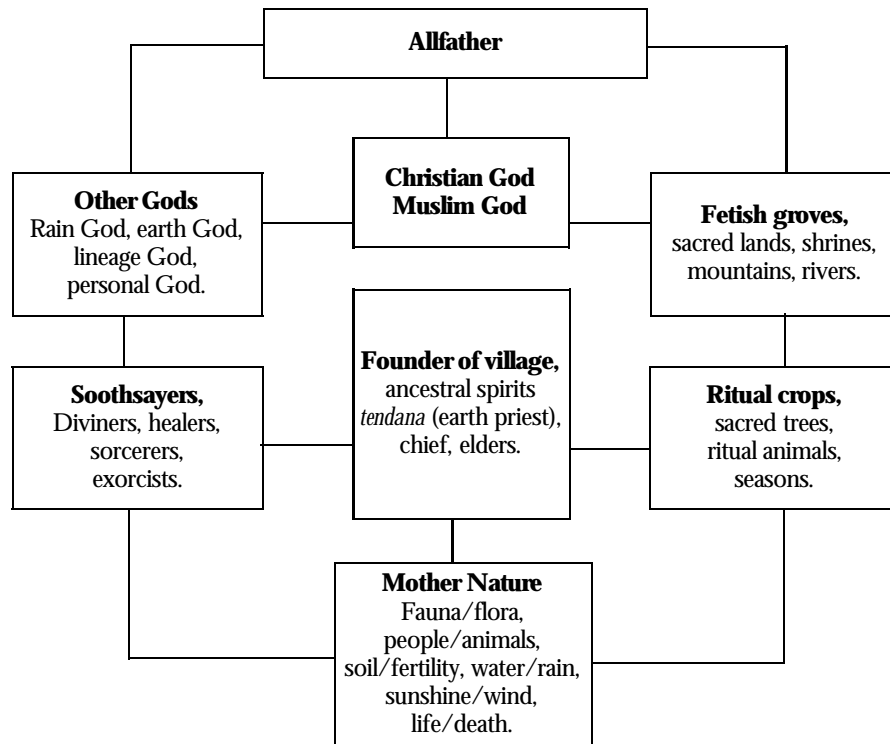 Allfather
Christian God
Muslim God
Other Gods
Rain God, earth God,
lineage God,
personal God.
Fetish groves,
sacred lands, shrines,
mountains, rivers.
Founder of village,
ancestral spirits
tendana (earth priest),
chief, elders.
Soothsayers,
Diviners, healers,
sorcerers,
exorcists.
Ritual crops,
sacred trees,
ritual animals,
seasons.
Mother Nature
Fauna/flora,
people/animals,
soil/fertility, water/rain,
sunshine/wind,
life/death.